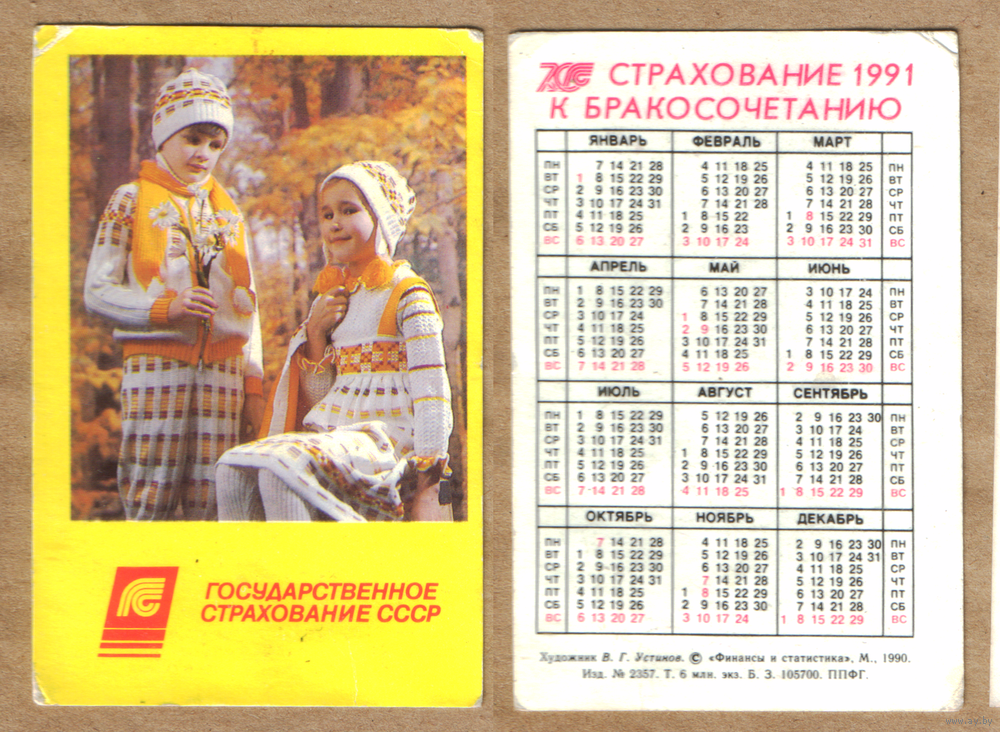 ГОСУДАРСТВЕННОЕ
СТРАХОВАНИЕ СССР
СТРАХОВАНИЕ 1991
К БРАКОСОЧЕТАНИЮ
ЯНВАРЬ ФЕВРАЛЬ МАРТ
ПН 7 14 21 28 4 11 18 25 4 11 18 25 ПН
ВТ 1 8 15 22 29 5 12 19 26 5 12 19 26 ВТ
СР 2 9 16 23 30 6 13 20 27 6 13 20 27 СР
ЧТ 3 10 17 24 31 7 14 21 28 7 14 21 28 ЧТ
ПТ 4 11 18 25 1 8 15 22 1 8 15 22 29 ПТ
СБ 5 12 19 26 2 9 16 23 2 9 16 23 30 СБ
ВС 6 13 20 27 3 10 17 24 3 10 17 24 31 ВС
АПРЕЛЬ МАЙ ИЮНЬ
ПН 1 8 15 22 29 6 13 20 27 3 10 17 24 ПН
ВТ 2 9 16 23 30 7 14 21 28 4 11 18 25 ВТ
СР 3 10 17 24 1 8 15 22 29 5 12 19 26 СР
ЧТ 4 11 18 25 2 9 16 23 30 6 13 20 27 ЧТ
ПТ 5 12 19 26 3 10 17 24 31 7 14 21 28 ПТ
СБ 6 13 20 27 4 11 18 25 1 8 15 22 29 СБ
ВС 7 14 21 28 5 12 19 26 2 9 16 23 30 ВС
ИЮЛЬ АВГУСТ СЕНТЯБРЬ
ПН 1 8 15 22 29 5 12 19 26 2 9 16 23 30 ПН
ВТ 2 9 16 23 30 6 13 20 27 3 10 17 24 ВТ
СР 3 10 17 24 31 7 14 21 28 4 11 18 25 СР
ЧТ 4 11 18 25 1 8 15 22 29 5 12 19 26 ЧТ
ПТ 5 12 19 26 2 9 16 23 30 6 13 20 27 ПТ
СБ 6 13 20 27 3 10 17 24 31 7 14 21 28 СБ
ВС 7 14 21 28 4 11 18 25 1 8 15 22 29 ВС
ОКТЯБРЬ НОЯБРЬ ДЕКАБРЬ
ПН 7 14 21 28 4 11 18 25 2 9 16 23 30 ПН
ВТ 1 8 15 22 29 5 12 19 26 3 10 17 24 31 ВТ
СР 2 9 16 23 30 6 13 20 27 4 11 18 25 СР
ЧТ 3 10 17 24 31 7 14 21 28 5 12 19 26 ЧТ
ПТ 4 11 18 25 1 8 15 22 29 6 13 20 27 ПТ
СБ 5 12 19 26 2 9 16 23 30 7 14 21 28 СБ
ВС 6 13 20 27 3 10 17 24 1 8 15 22 29 ВС
Художник В. Г. Устинов. © «Финансы и статистика», М., 1990.
Изд. № 2357. Т. 6 млн. экз. Б. З. 105700. ППФГ.